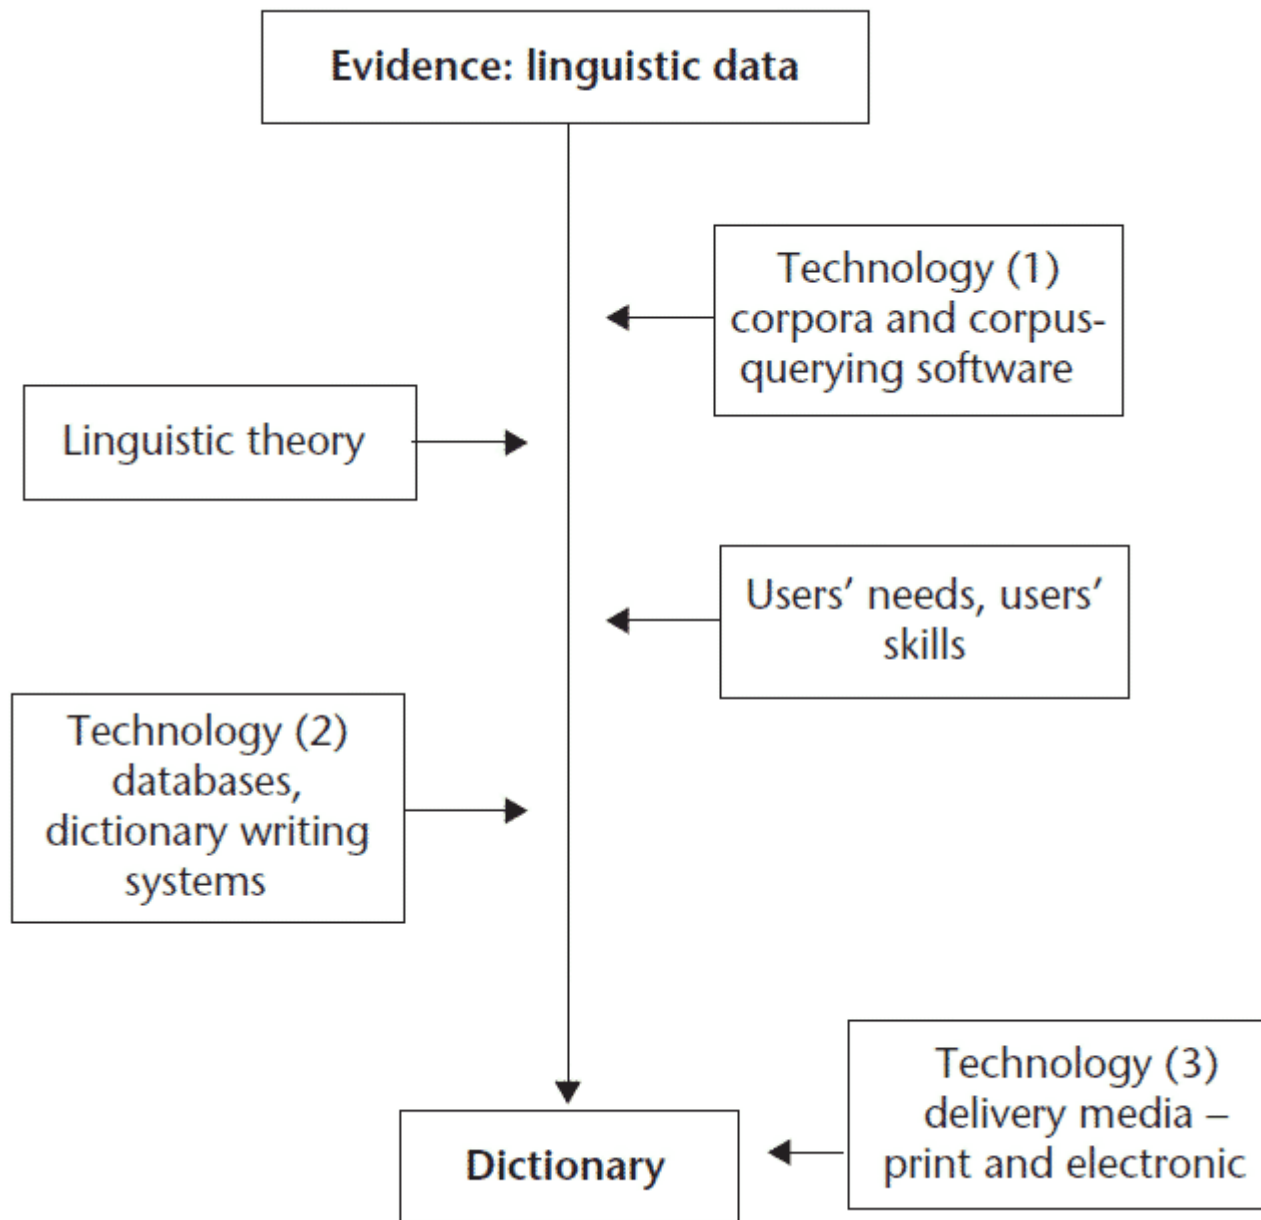 Evidence: linguistic data
Technology (1)
corpora and corpus-
querying software
Linguistic theory
Users’ needs, users’
skills
Technology (2)
databases,
dictionary writing
systems
Technology (3)
delivery media –
print and electronic
Dictionary